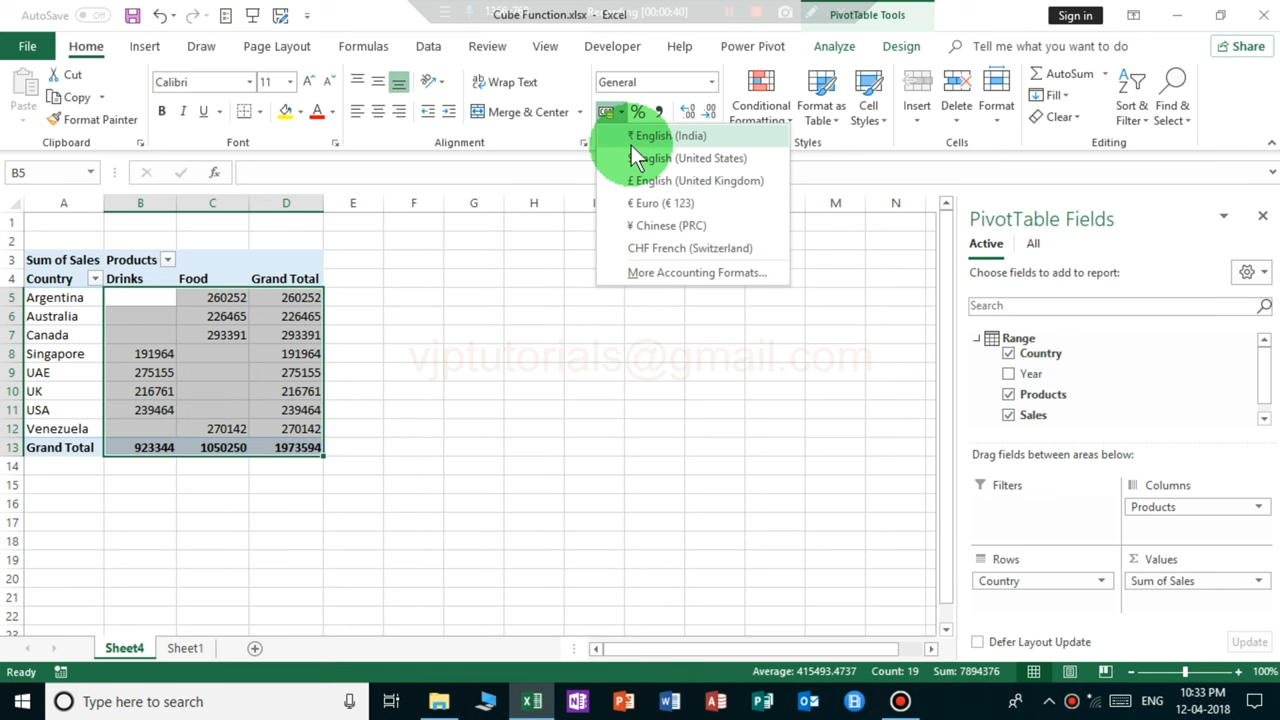 AutoSave Off
Recording [ 00:00:40]
Cube Function.xlsx - Excel
PivotTable Tools
Sign in
File Home Insert Draw Page Layout Formulas Data Review View Developer Help Power Pivot Analyze Design Tell me what you want to do Share
Paste
Cut
Copy
Format Painter
Clipboard
Calibri 11
B I U
Font
Wrap Text
Merge & Center
Alignment
General
%
Conditional Formatting
Format as Table
Cell Styles
Styles
Insert Delete Format
Cells
AutoSum
Fill
Clear
Sort & Filter
Find & Select
Editing
₹ English (India)
English (United States)
£ English (United Kingdom)
€ Euro (€ 123)
¥ Chinese (PRC)
CHF French (Switzerland)
More Accounting Formats...
B5 fx
A B C D E F G H M N
1
2
3 Sum of Sales Products
4 Country Drinks Food Grand Total
5 Argentina 260252 260252
6 Australia 226465 226465
7 Canada 293391 293391
8 Singapore 191964 191964
9 UAE 275155 275155
10 UK 216761 216761
11 USA 239464 239464
12 Venezuela 270142 270142
13 Grand Total 923344 1050250 1973594
14
15
16
17
18
19
20
21
22
23
vjptutorials@gmail.com
PivotTable Fields
Active All
Choose fields to add to report:
Search
Range
Country
Year
Products
Sales
Drag fields between areas below:
Filters
Columns
Products
Rows
Country
Values
Sum of Sales
Defer Layout Update
Update
Sheet4 Sheet1
Ready
Average: 415493.4737 Count: 19 Sum: 7894376
100%
Type here to search
ENG
10:33 PM
12-04-2018